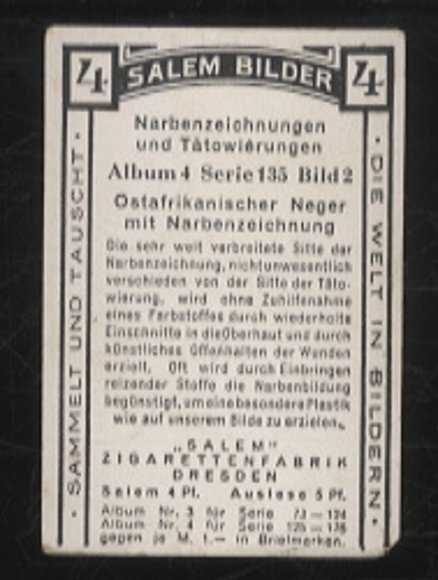 4 SALEM BILDER 4
Narbenzeichnungen
und Tätowierungen
Album 4 Serie 135 Bild 2
Ostafrikanischer Neger
mit Narbenzeichnung
Die sehr weit verbreitete Sitte der
Narbenzeichnung, nicht unwesentlich
verschieden von der Sitte der Täto-
wierung, wird ohne Zuhilfenahme
eines Farbstoffes durch wiederholte
Einschnitte in die Oberhaut und durch
künstliches Offenhalten der Wunden
erzielt. Oft wird durch Einbringen
reizender Stoffe die Narbenbildung
begünstigt, um eine besondere Plastik
wie auf unserem Bilde zu erzielen.
„SALEM"
ZIGARETTENFABRIK
DRESDEN
Salem 4 Pf. Auslese 5 Pf.
Album Nr. 3 für Serie
Album Nr. 4 für Serie
gegen je M. 1.— in Briefmarken.
· SAMMELT UND TAUSCHT ·
· DIE WELT IN BILDERN ·